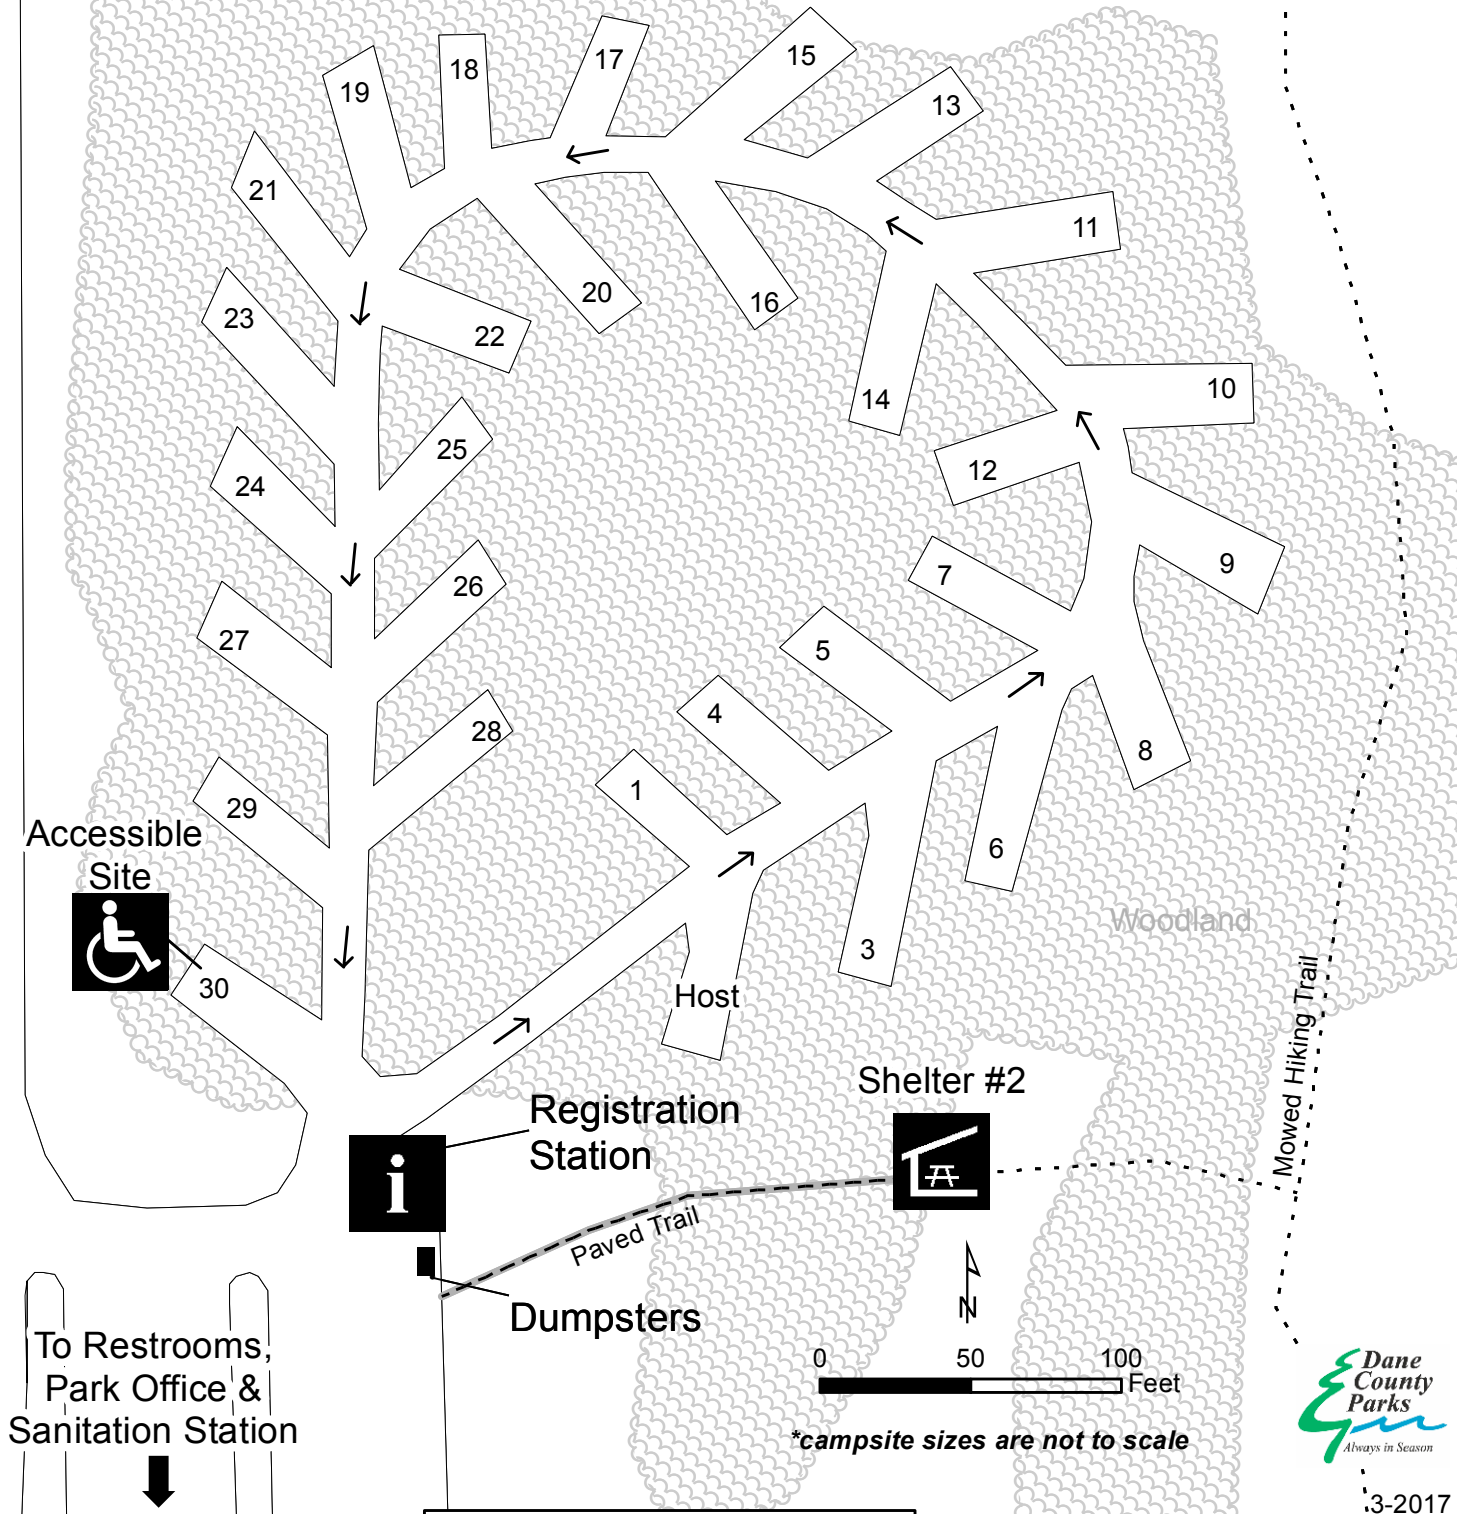 17
15
18
19
13
21
11
20
16
23
22
10
14
25
12
24
9
7
26
27
5
4
28
8
1
29
6
Accessible
Site
Woodland
3
30
Host
Mowed Hiking Trail
Shelter #2
Registration
Station
i
Paved Trail
N
Dumpsters
To Restrooms,
Park Office &
Sanitation Station
0 50 100
Feet
*campsite sizes are not to scale
Dane
County
Parks
Always in Season
3-2017